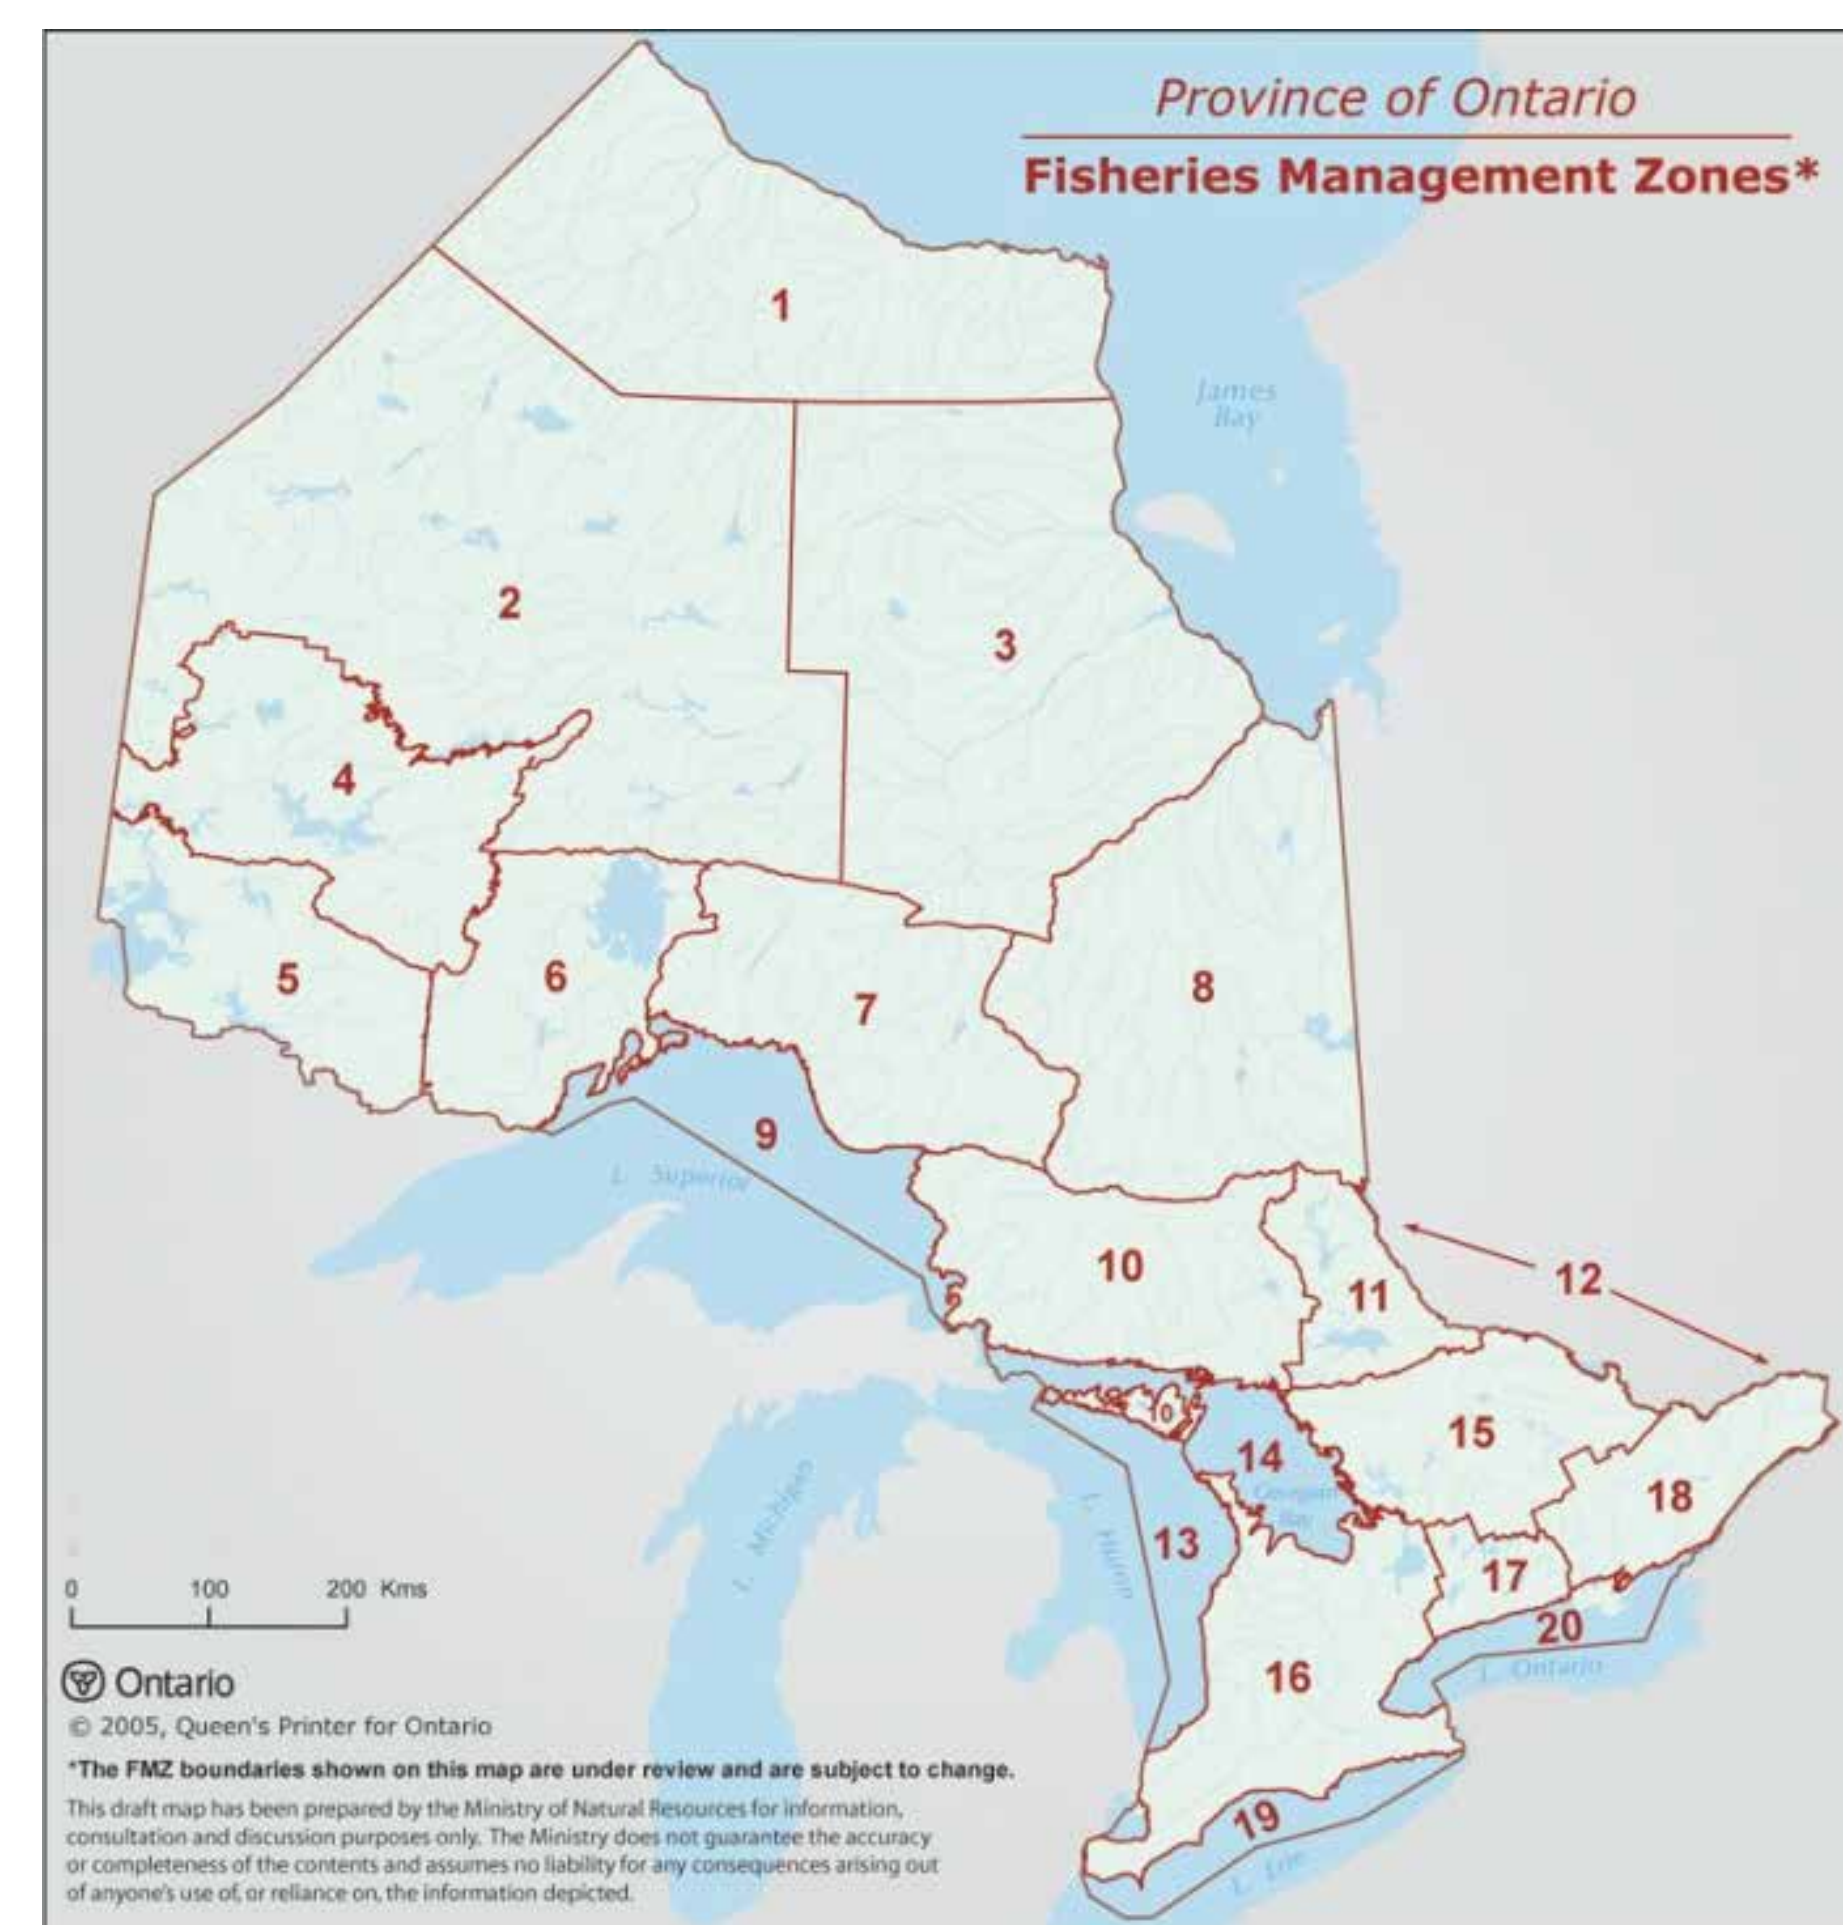 Province of Ontario
Fisheries Management Zones*
1
James
Bay
2
3
4
5
6
7
8
9
L. Superior
10
11
12
13
14
Georgian
Bay
15
16
17
18
19
20
L. Michigan
L. Huron
L. Ontario
L. Erie
0 100 200 Kms
Ontario
© 2005, Queen's Printer for Ontario
*The FMZ boundaries shown on this map are under review and are subject to change.
This draft map has been prepared by the Ministry of Natural Resources for information,
consultation and discussion purposes only. The Ministry does not guarantee the accuracy
or completeness of the contents and assumes no liability for any consequences arising out
of anyone's use of, or reliance on, the information depicted.